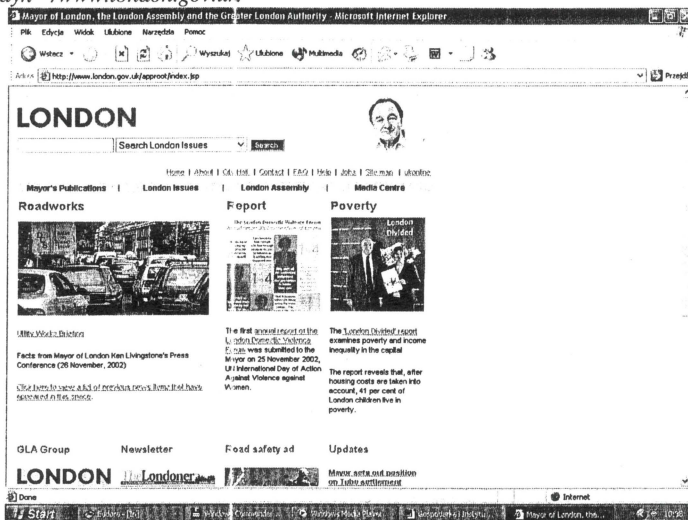 Mayor of London, the London Assembly and the Greater London Authority - Microsoft Internet Explorer
Plik Edycja Widok Ulubione Narzędzia Pomoc
Wstecz Wyszukaj Ulubione Multimedia
Adres http://www.london.gov.uk/approot/index.jsp Przejdź
LONDON
Search London Issues Search
Home | About | City Hall | Contact | FAQ | Help | Jobs | Site map | ukonline
Mayor's Publications | London Issues | London Assembly | Media Centre
Roadworks Report Poverty
London
Divided
Utility Works Briefing
Facts from Mayor of London Ken Livingstone's Press
Conference (26 November, 2002)
Click here to view a list of previous news items that have
appeared in this space.
The first annual report of the
London Domestic Violence
Forum was submitted to the
Mayor on 25 November 2002,
UN International Day of Action
Against Violence against
Women.
The 'London Divided' report
examines poverty and income
inequality in the capital
The report reveals that, after
housing costs are taken into
account, 41 per cent of
London children live in
poverty.
GLA Group Newsletter Road safety ad Updates
LONDON The Londoner Mayor sets out position
on Tube settlement
Done Internet
Start Windows Commander Windows Media Player Mayor of London, the...